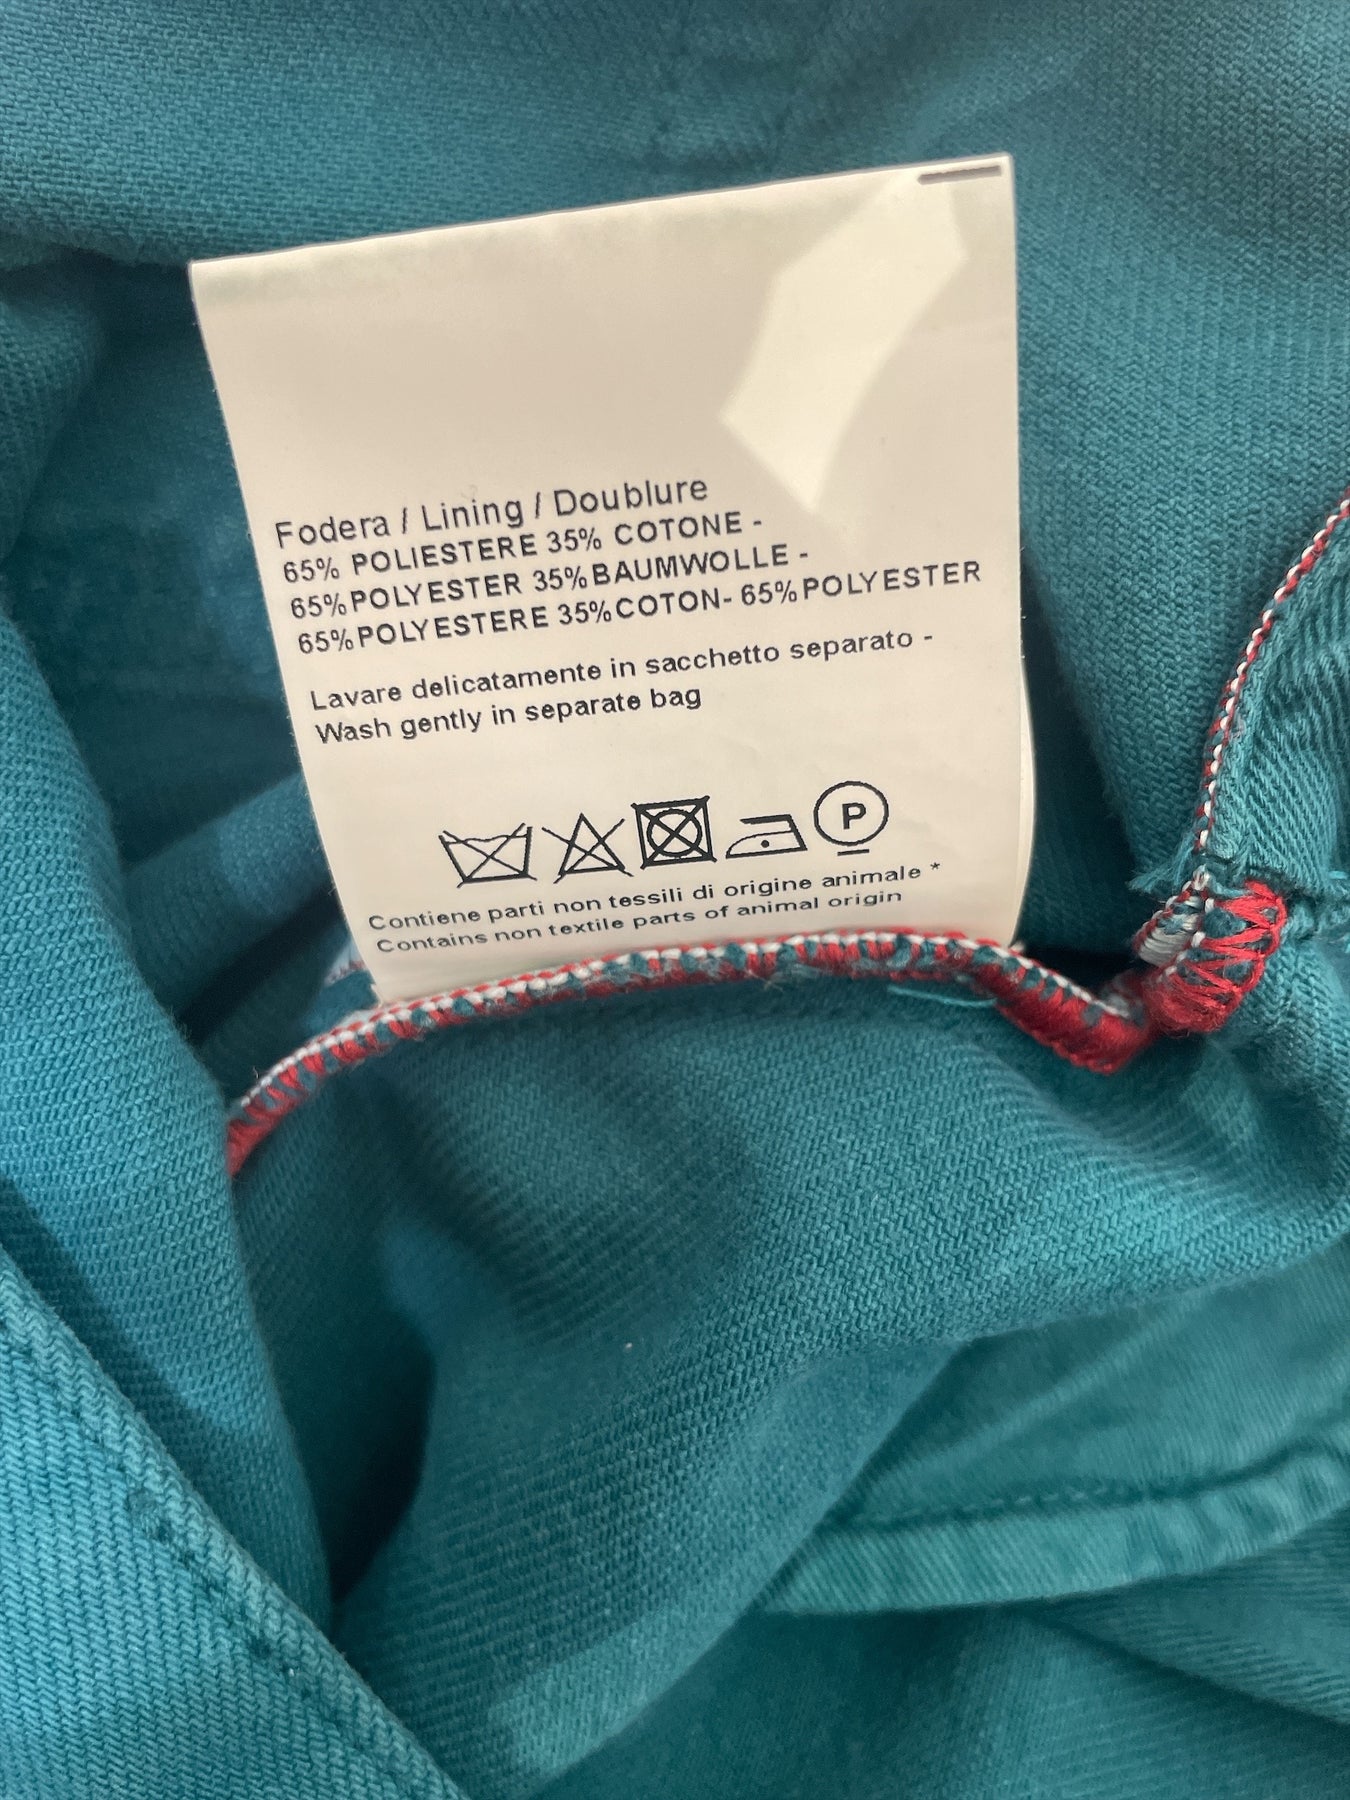 Fodera / Lining / Doublure
65% POLIESTERE 35% COTONE -
65% POLYESTER 35% BAUMWOLLE -
65% POLYESTERE 35% COTON- 65% POLYESTER
Lavare delicatamente in sacchetto separato -
Wash gently in separate bag
P
Contiene parti non tessili di origine animale *
Contains non textile parts of animal origin